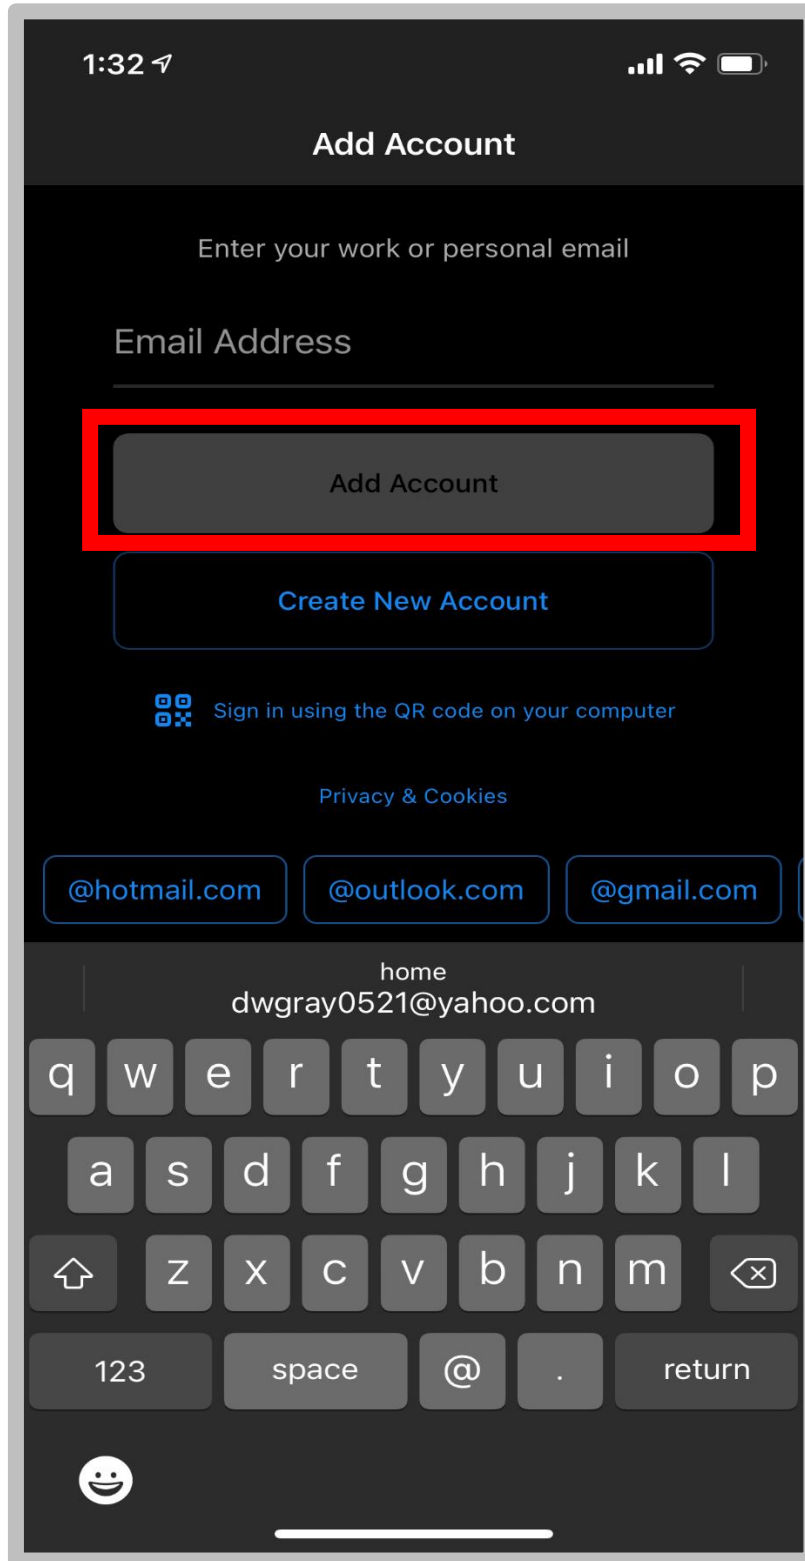 1:32
Add Account
Enter your work or personal email
Email Address
Add Account
Create New Account
Sign in using the QR code on your computer
Privacy & Cookies
@hotmail.com @outlook.com @gmail.com
home
dwgray0521@yahoo.com
q w e r t y u i o p
a s d f g h j k l
z x c v b n m
123 space @ . return